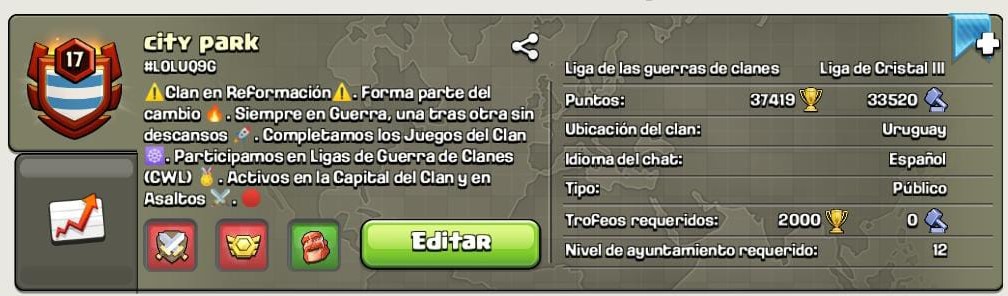 17
city park
#L0LUQ9G
⚠️Clan en Reformación⚠️. Forma parte del
cambio 🔥. Siempre en Guerra, una tras otra sin
descansos 🚀. Completamos los Juegos del Clan
☸️. Participamos en Ligas de Guerra de Clanes
(CWL) 🏅. Activos en la Capital del Clan y en
Asaltos ⚔️. 🔴
Editar
Liga de las guerras de clanes Liga de Cristal III
Puntos: 37419 33520
Ubicación del clan: Uruguay
Idioma del chat: Español
Tipo: Público
Trofeos requeridos: 2000 0
Nivel de ayuntamiento requerido: 12